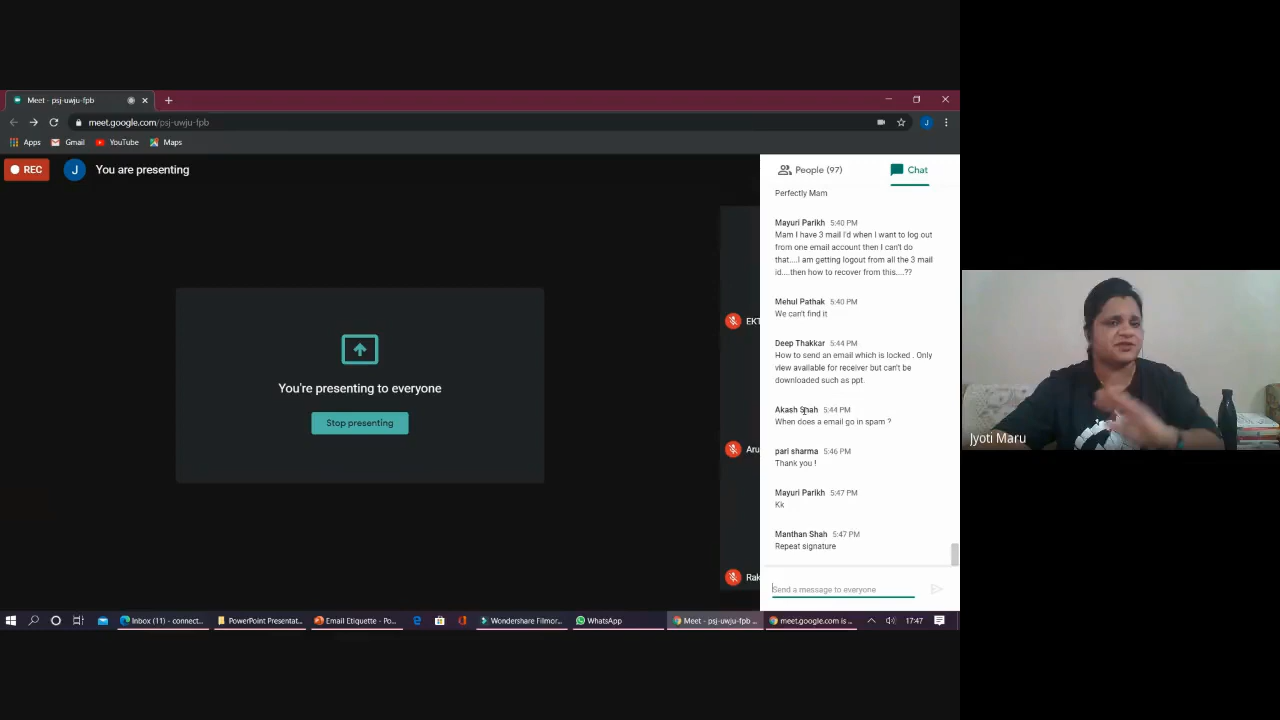 Meet - psj-uwju-fpb
meet.google.com/psj-uwju-fpb
J
Apps
Gmail
YouTube
Maps
REC
J
You are presenting
People (97)
Chat
Perfectly Mam
Mayuri Parikh 5:40 PM
Mam I have 3 mail I'd when I want to log out
from one email account then I can't do
that....I am getting logout from all the 3 mail
id....then how to recover from this....??
Mehul Pathak 5:40 PM
We can't find it
Deep Thakkar 5:44 PM
How to send an email which is locked . Only
view available for receiver but can't be
downloaded such as ppt.
Akash Shah 5:44 PM
When does a email go in spam ?
pari sharma 5:46 PM
Thank you !
Mayuri Parikh 5:47 PM
Kk
Manthan Shah 5:47 PM
Repeat signature
Send a message to everyone
You're presenting to everyone
Stop presenting
EKT
Aru
Rak
Jyoti Maru
Inbox (11) - connect...
PowerPoint Presentat...
Email Etiquette - Po...
Wondershare Filmor...
WhatsApp
Meet - psj-uwju-fpb ...
meet.google.com is ...
17:47